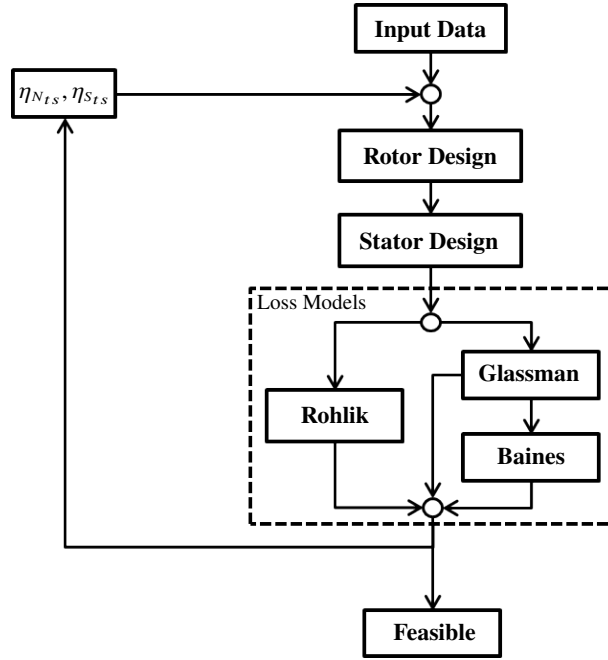 Input Data
η_{N_{ts}}, η_{S_{ts}}
Rotor Design
Stator Design
Loss Models
Glassman
Rohlik
Baines
Feasible